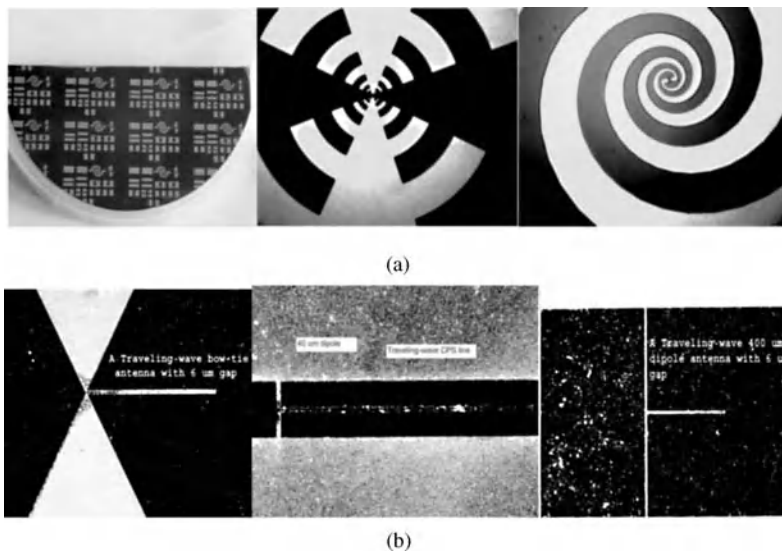 (a)
A Traveling-wave bow-tie
antenna with 6 um gap
40 um dipole
Traveling-wave CPS line
A Traveling-wave 400 um
dipole antenna with 6 um
gap
(b)